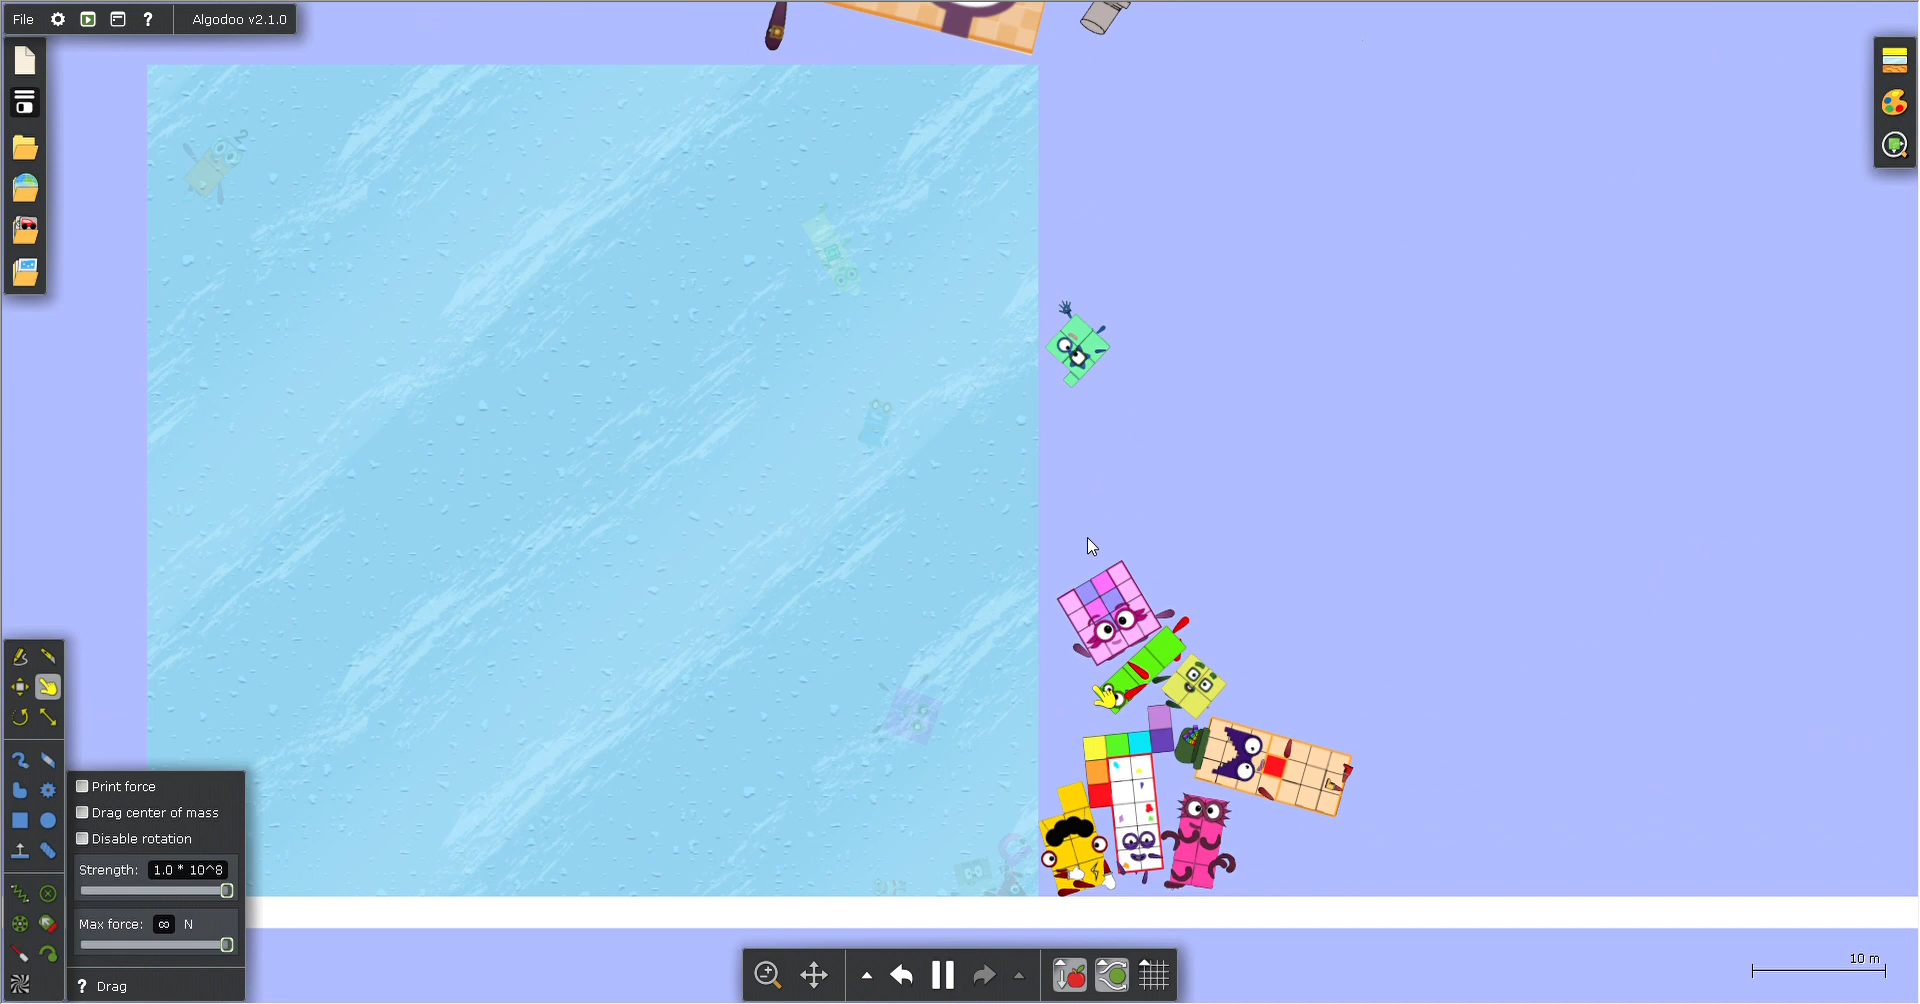 File
? Algodoo v2.1.0
2
Print force
Drag center of mass
Disable rotation
Strength: 1.0 * 10^8
Max force: ∞ N
? Drag
10 m